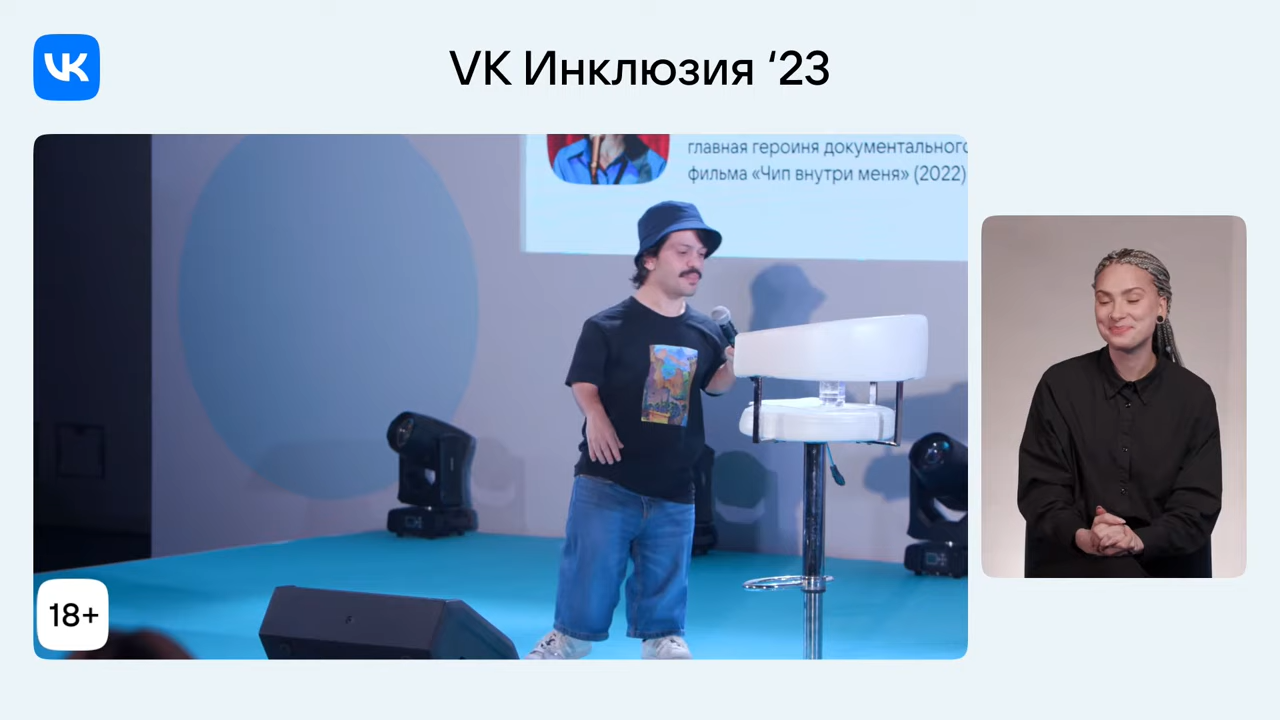 VK
VK Инклюзия ‘23
главная героиня документального
фильма «Чип внутри меня» (2022)
18+